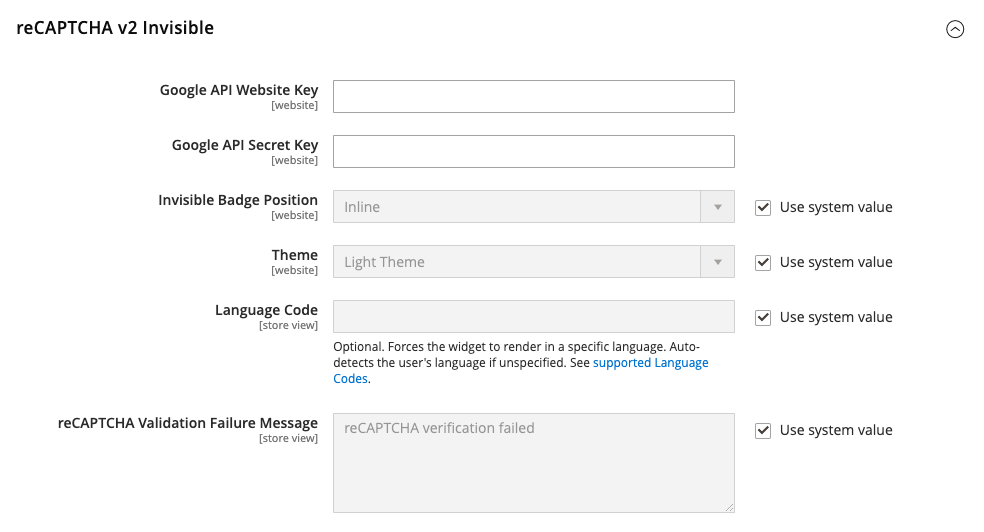 reCAPTCHA v2 Invisible
Google API Website Key
[website]
Google API Secret Key
[website]
Invisible Badge Position
[website]
Inline
Use system value
Theme
[website]
Light Theme
Use system value
Language Code
[store view]
Use system value
Optional. Forces the widget to render in a specific language. Auto-
detects the user's language if unspecified. See supported Language
Codes.
reCAPTCHA Validation Failure Message
[store view]
reCAPTCHA verification failed
Use system value